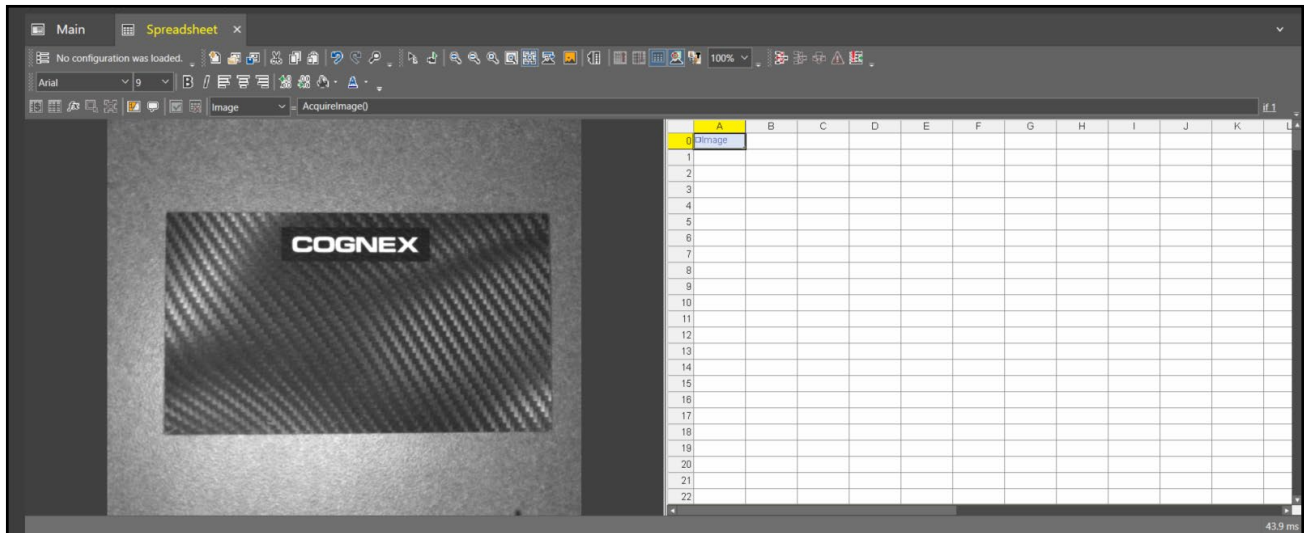 Main
Spreadsheet ×
No configuration was loaded.
100%
Arial
9
B I
A
Image
= AcquireImage()
if.1
A B C D E F G H I J K L
0 Image
1
2
3
4
5
6
7
8
9
10
11
12
13
14
15
16
17
18
19
20
21
22
COGNEX
43.9 ms